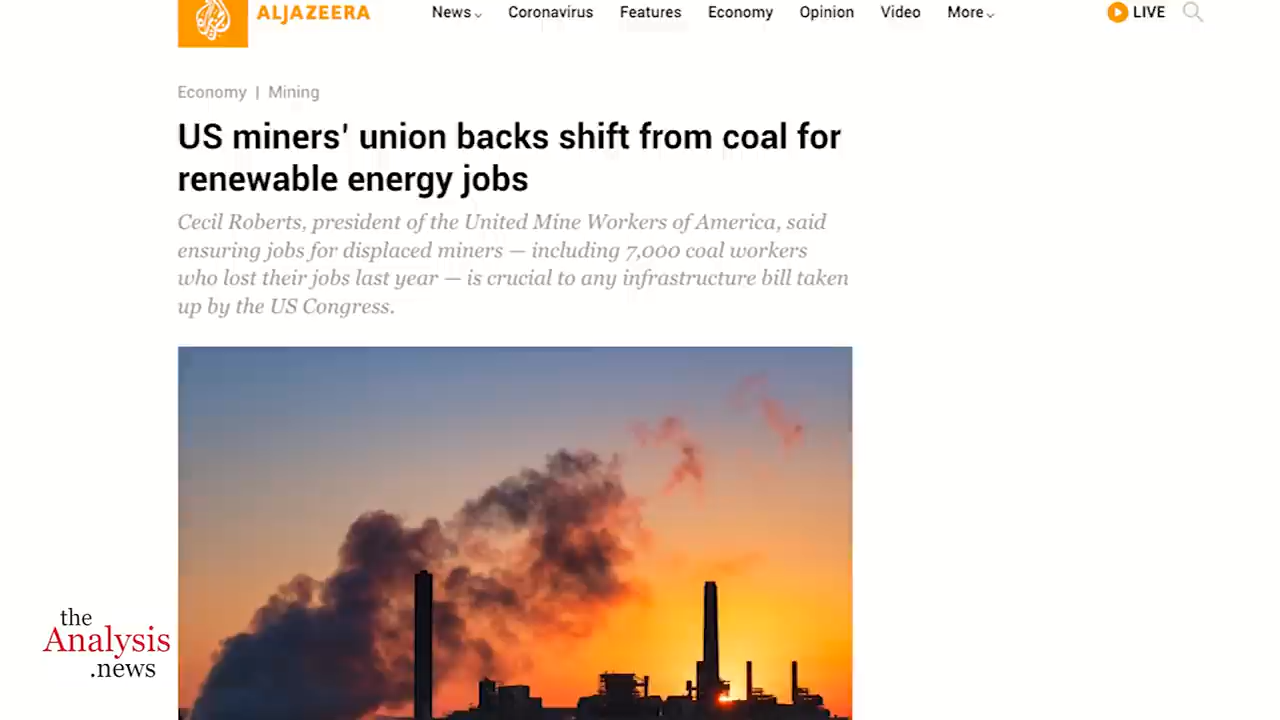 ALJAZEERA
News Coronavirus Features Economy Opinion Video More LIVE
Economy | Mining
US miners' union backs shift from coal for
renewable energy jobs
Cecil Roberts, president of the United Mine Workers of America, said
ensuring jobs for displaced miners — including 7,000 coal workers
who lost their jobs last year — is crucial to any infrastructure bill taken
up by the US Congress.
the
Analysis
.news